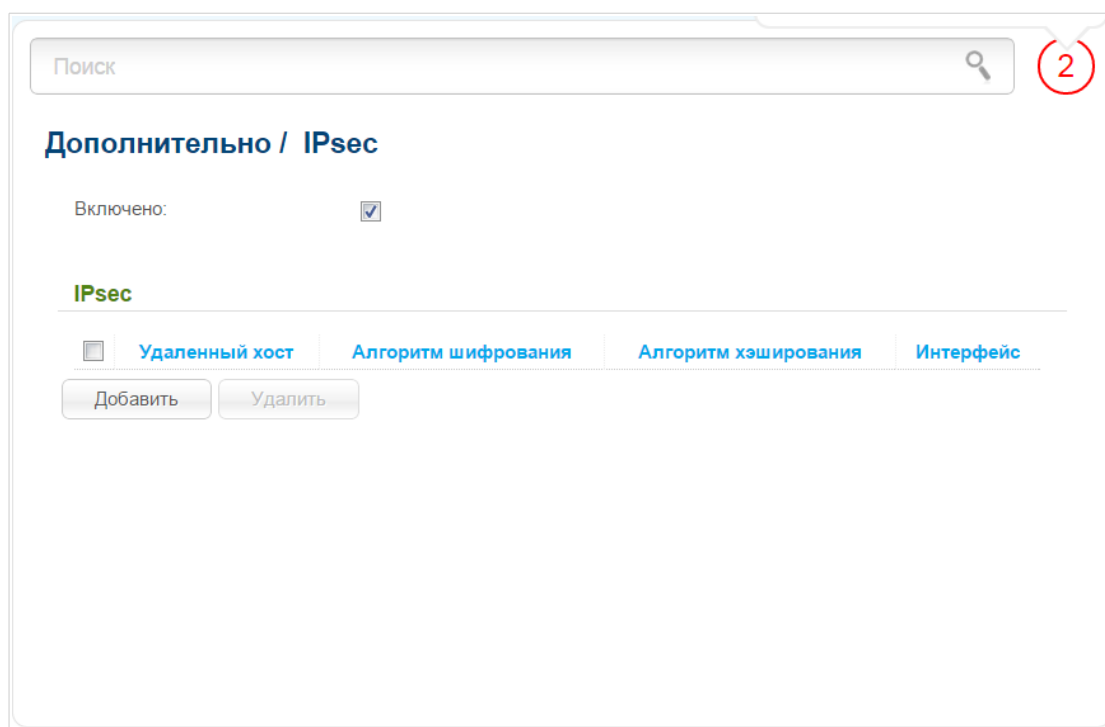 Поиск
2
Дополнительно / IPsec
Включено:
IPsec
Удаленный хост Алгоритм шифрования Алгоритм хэширования Интерфейс
Добавить Удалить